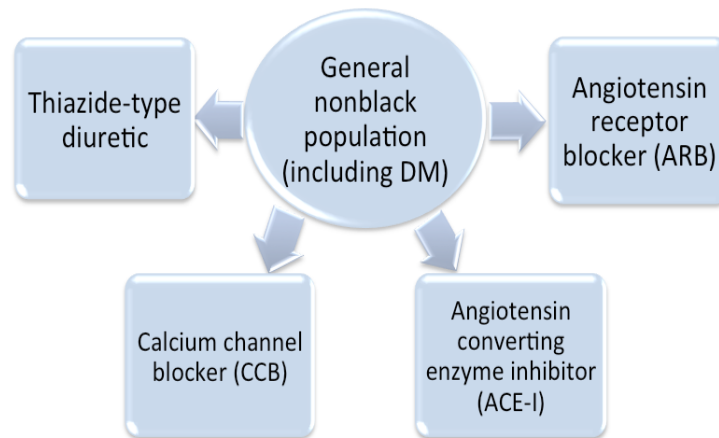 General
nonblack
population
(including DM)
Thiazide-type
diuretic
Angiotensin
receptor
blocker (ARB)
Calcium channel
blocker (CCB)
Angiotensin
converting
enzyme inhibitor
(ACE-I)